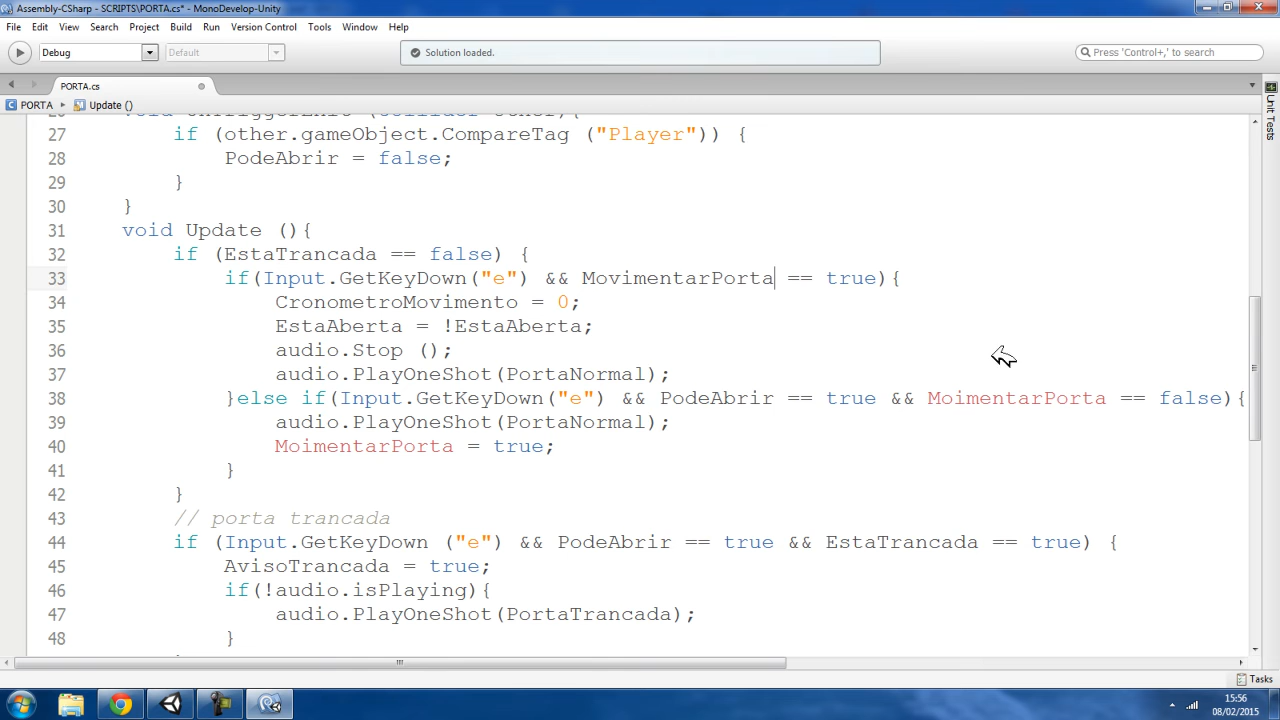 Assembly-CSharp - SCRIPTS\PORTA.cs* - MonoDevelop-Unity
File Edit View Search Project Build Run Version Control Tools Window Help
Debug Default Solution loaded. Press 'Control+,' to search
PORTA.cs
PORTA Update ()
27 if (other.gameObject.CompareTag ("Player")) {
28 PodeAbrir = false;
29 }
30 }
31 void Update (){
32 if (EstaTrancada == false) {
33 if(Input.GetKeyDown("e") && MovimentarPorta == true){
34 CronometroMovimento = 0;
35 EstaAberta = !EstaAberta;
36 audio.Stop ();
37 audio.PlayOneShot(PortaNormal);
38 }else if(Input.GetKeyDown("e") && PodeAbrir == true && MoimentarPorta == false){
39 audio.PlayOneShot(PortaNormal);
40 MoimentarPorta = true;
41 }
42 }
43 // porta trancada
44 if (Input.GetKeyDown ("e") && PodeAbrir == true && EstaTrancada == true) {
45 AvisoTrancada = true;
46 if(!audio.isPlaying){
47 audio.PlayOneShot(PortaTrancada);
48 }
Unit Tests
Tasks
15:56
08/02/2015